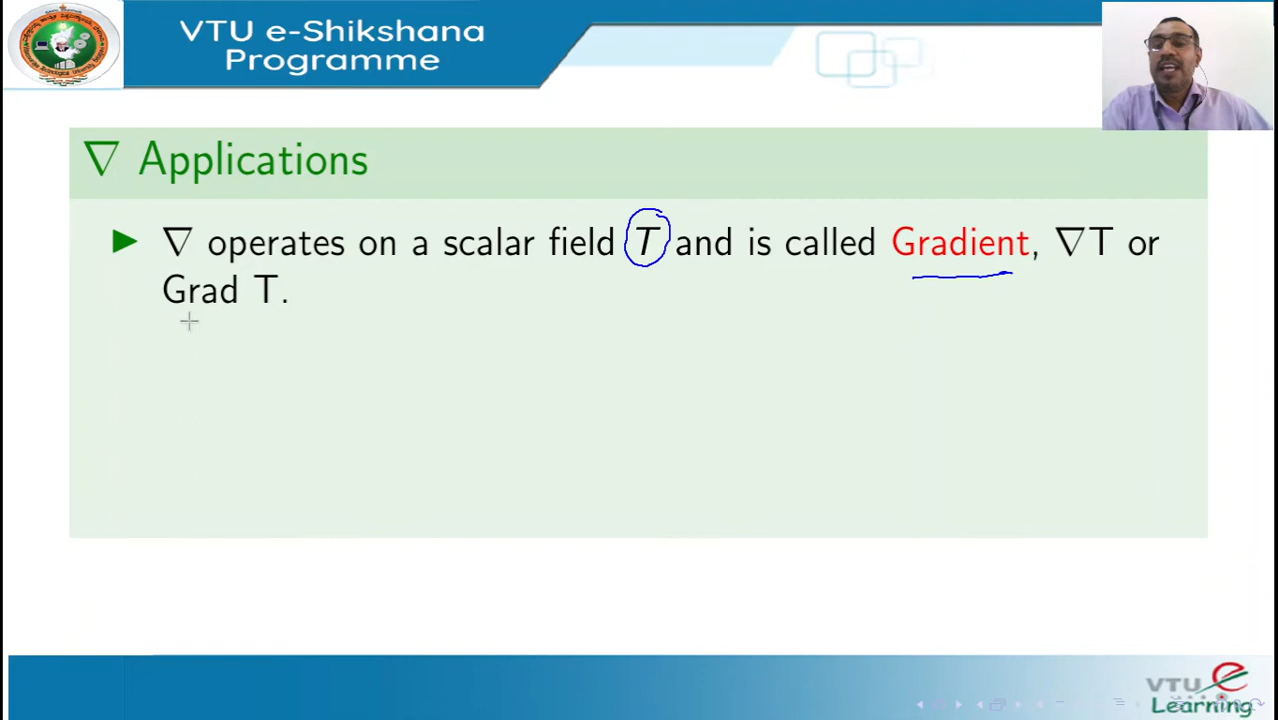 VTU e-Shikshana
Programme
∇ Applications
▶ ∇ operates on a scalar field T and is called Gradient, ∇T or
Grad T.
VTU e
Learning